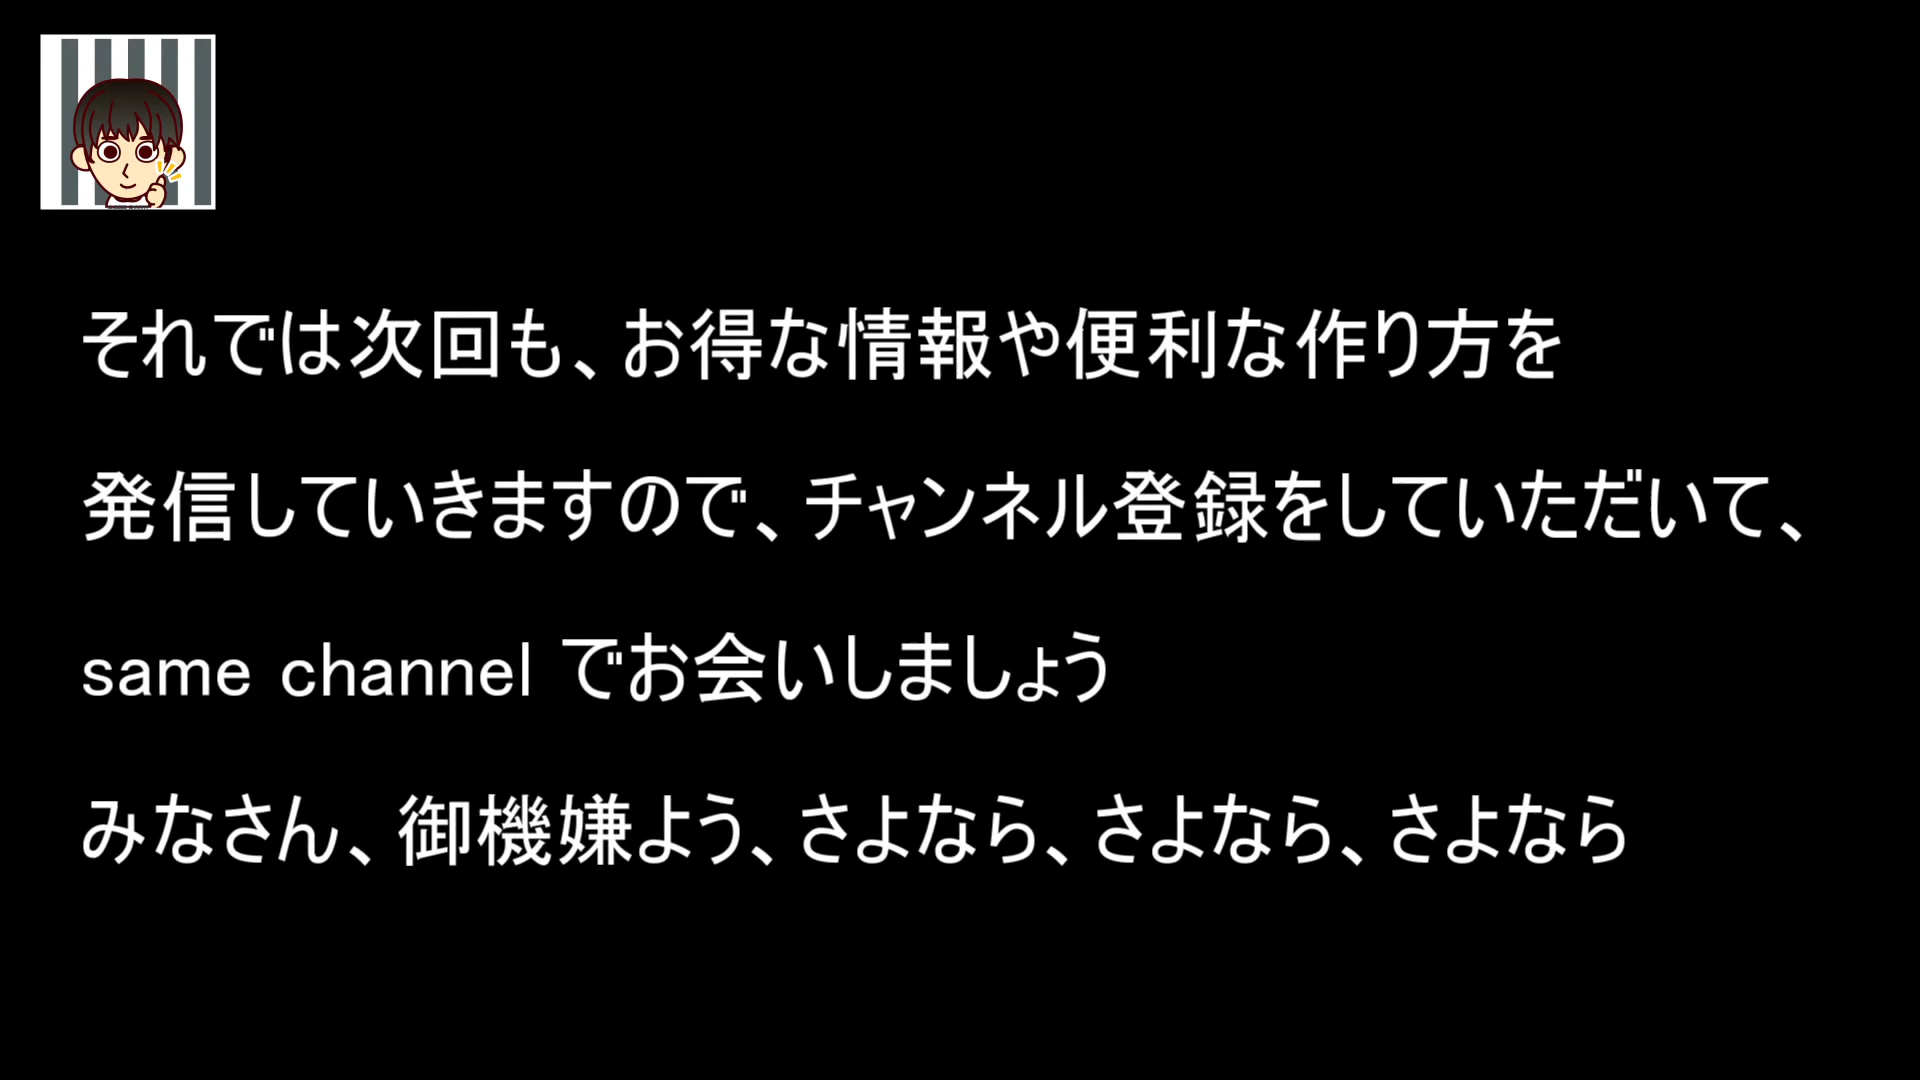 それでは次回も、お得な情報や便利な作り方を
発信していきますので、チャンネル登録をしていただいて、
same channel でお会いしましょう
みなさん、御機嫌よう、さよなら、さよなら、さよなら